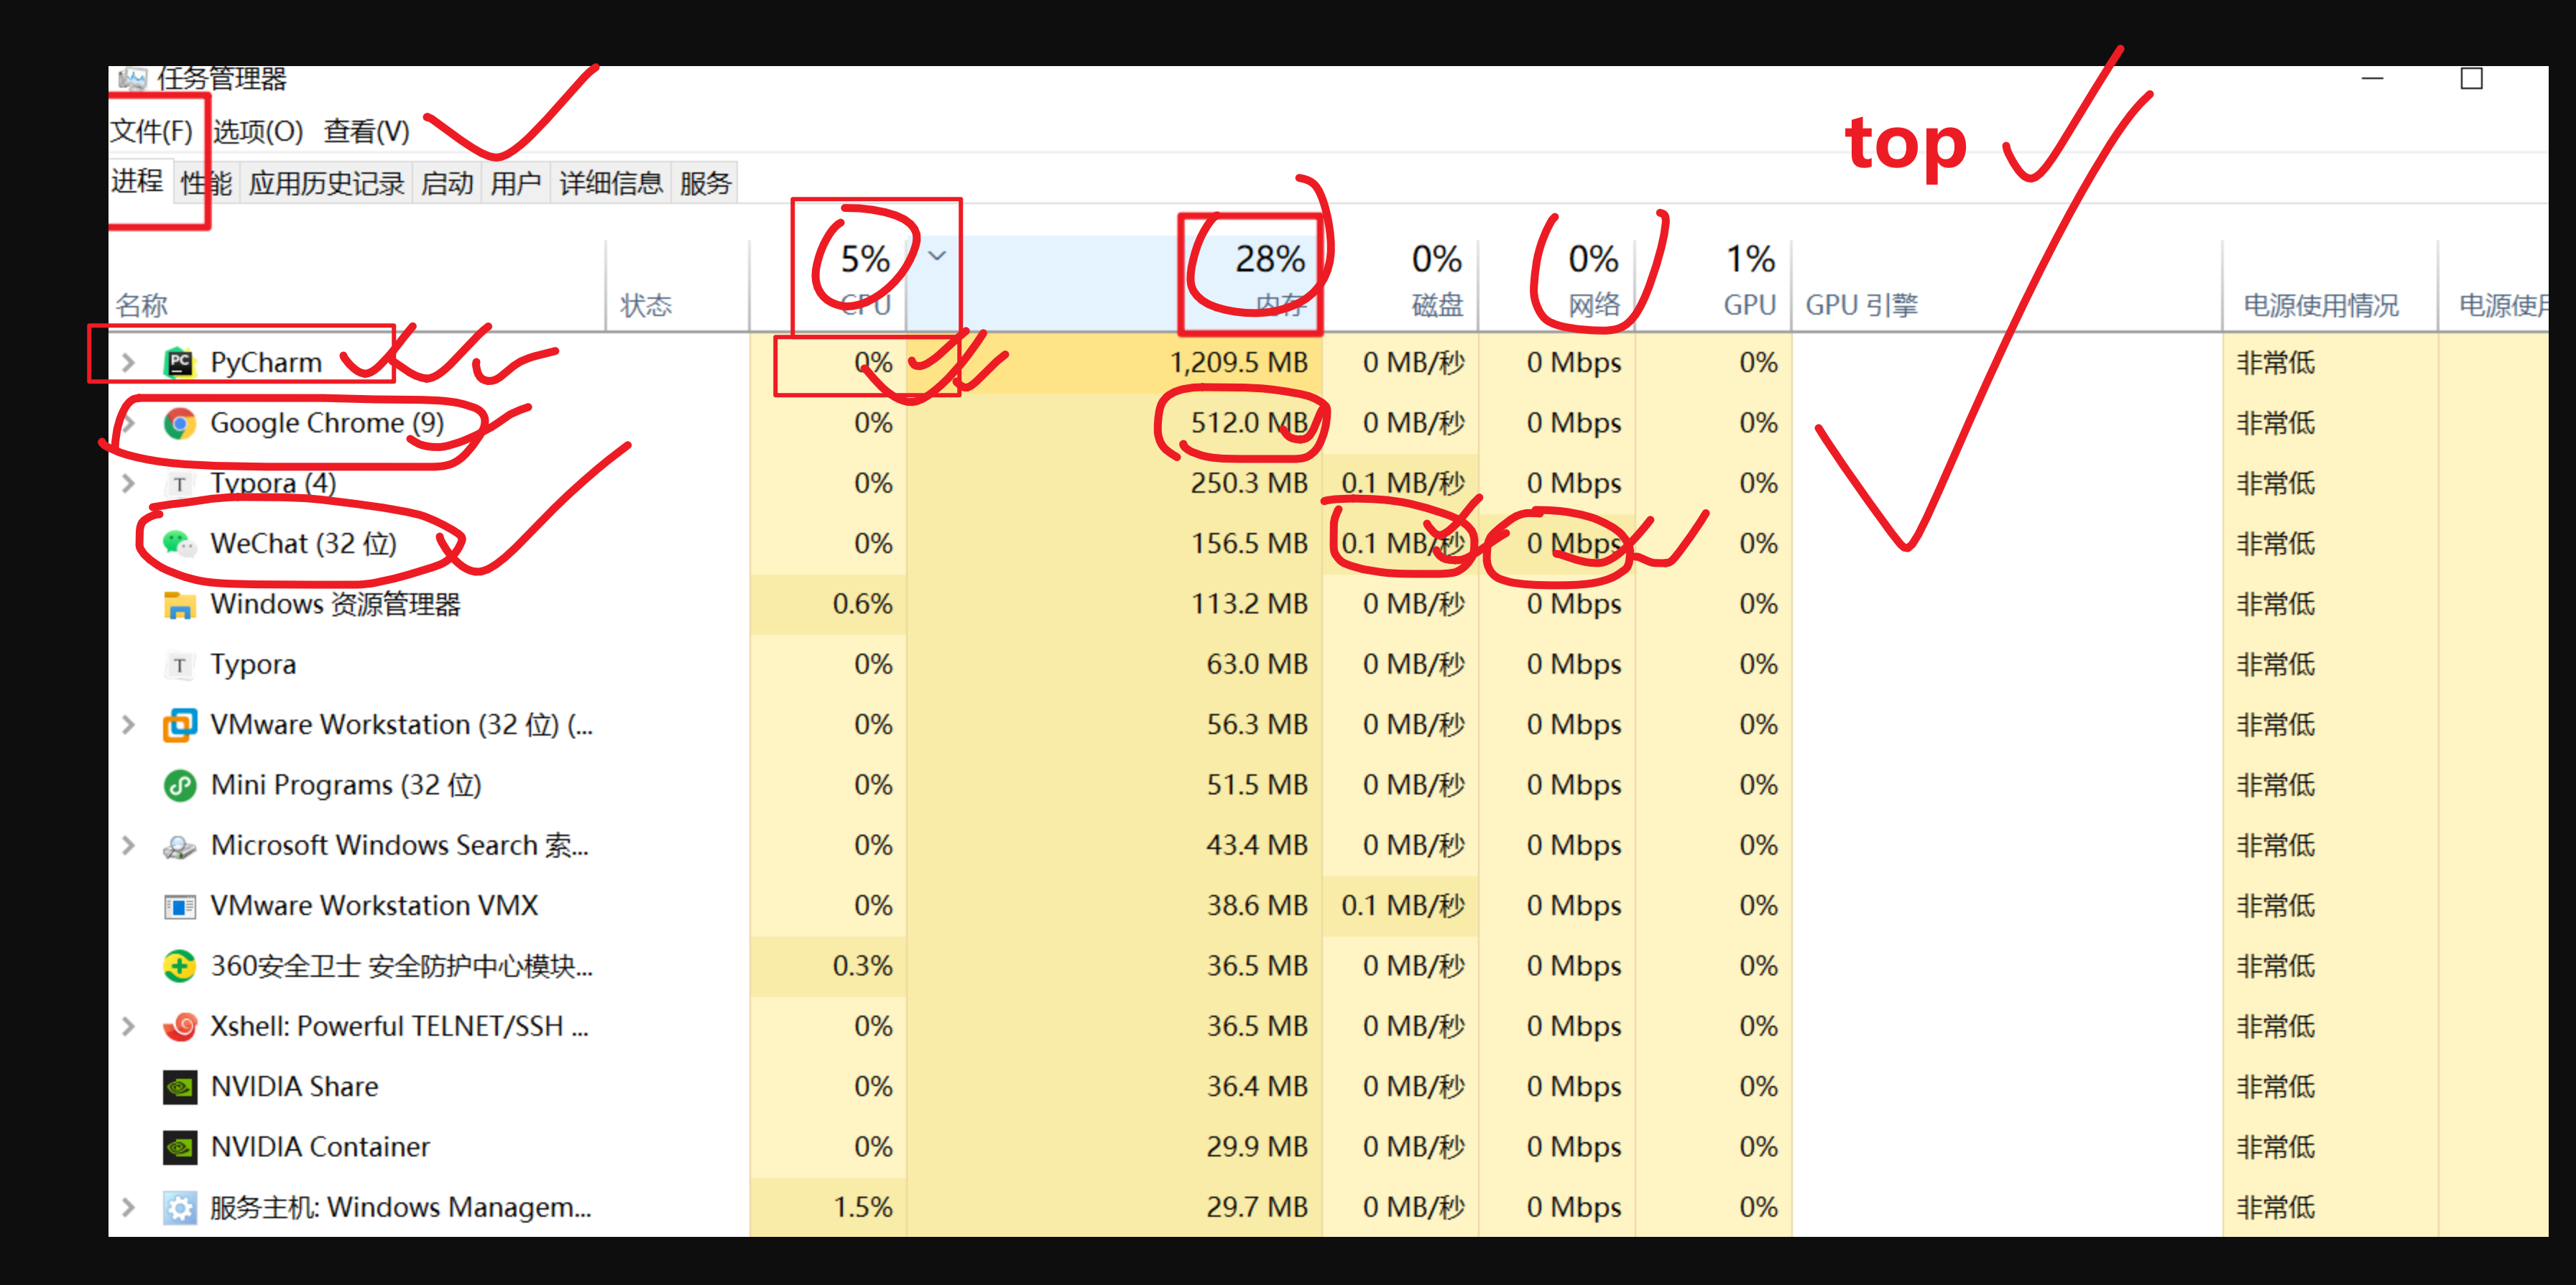 任务管理器
文件(F) 选项(O) 查看(V)
top
进程 性能 应用历史记录 启动 用户 详细信息 服务
5% 28% 0% 0% 1%
名称 状态 CPU 内存 磁盘 网络 GPU GPU 引擎 电源使用情况 电源使用
PyCharm 0% 1,209.5 MB 0 MB/秒 0 Mbps 0% 非常低
Google Chrome (9) 0% 512.0 MB 0 MB/秒 0 Mbps 0% 非常低
Typora (4) 0% 250.3 MB 0.1 MB/秒 0 Mbps 0% 非常低
WeChat (32 位) 0% 156.5 MB 0.1 MB/秒 0 Mbps 0% 非常低
Windows 资源管理器 0.6% 113.2 MB 0 MB/秒 0 Mbps 0% 非常低
Typora 0% 63.0 MB 0 MB/秒 0 Mbps 0% 非常低
VMware Workstation (32 位) (... 0% 56.3 MB 0 MB/秒 0 Mbps 0% 非常低
Mini Programs (32 位) 0% 51.5 MB 0 MB/秒 0 Mbps 0% 非常低
Microsoft Windows Search 索... 0% 43.4 MB 0 MB/秒 0 Mbps 0% 非常低
VMware Workstation VMX 0% 38.6 MB 0.1 MB/秒 0 Mbps 0% 非常低
360安全卫士 安全防护中心模块... 0.3% 36.5 MB 0 MB/秒 0 Mbps 0% 非常低
Xshell: Powerful TELNET/SSH ... 0% 36.5 MB 0 MB/秒 0 Mbps 0% 非常低
NVIDIA Share 0% 36.4 MB 0 MB/秒 0 Mbps 0% 非常低
NVIDIA Container 0% 29.9 MB 0 MB/秒 0 Mbps 0% 非常低
服务主机: Windows Managem... 1.5% 29.7 MB 0 MB/秒 0 Mbps 0% 非常低